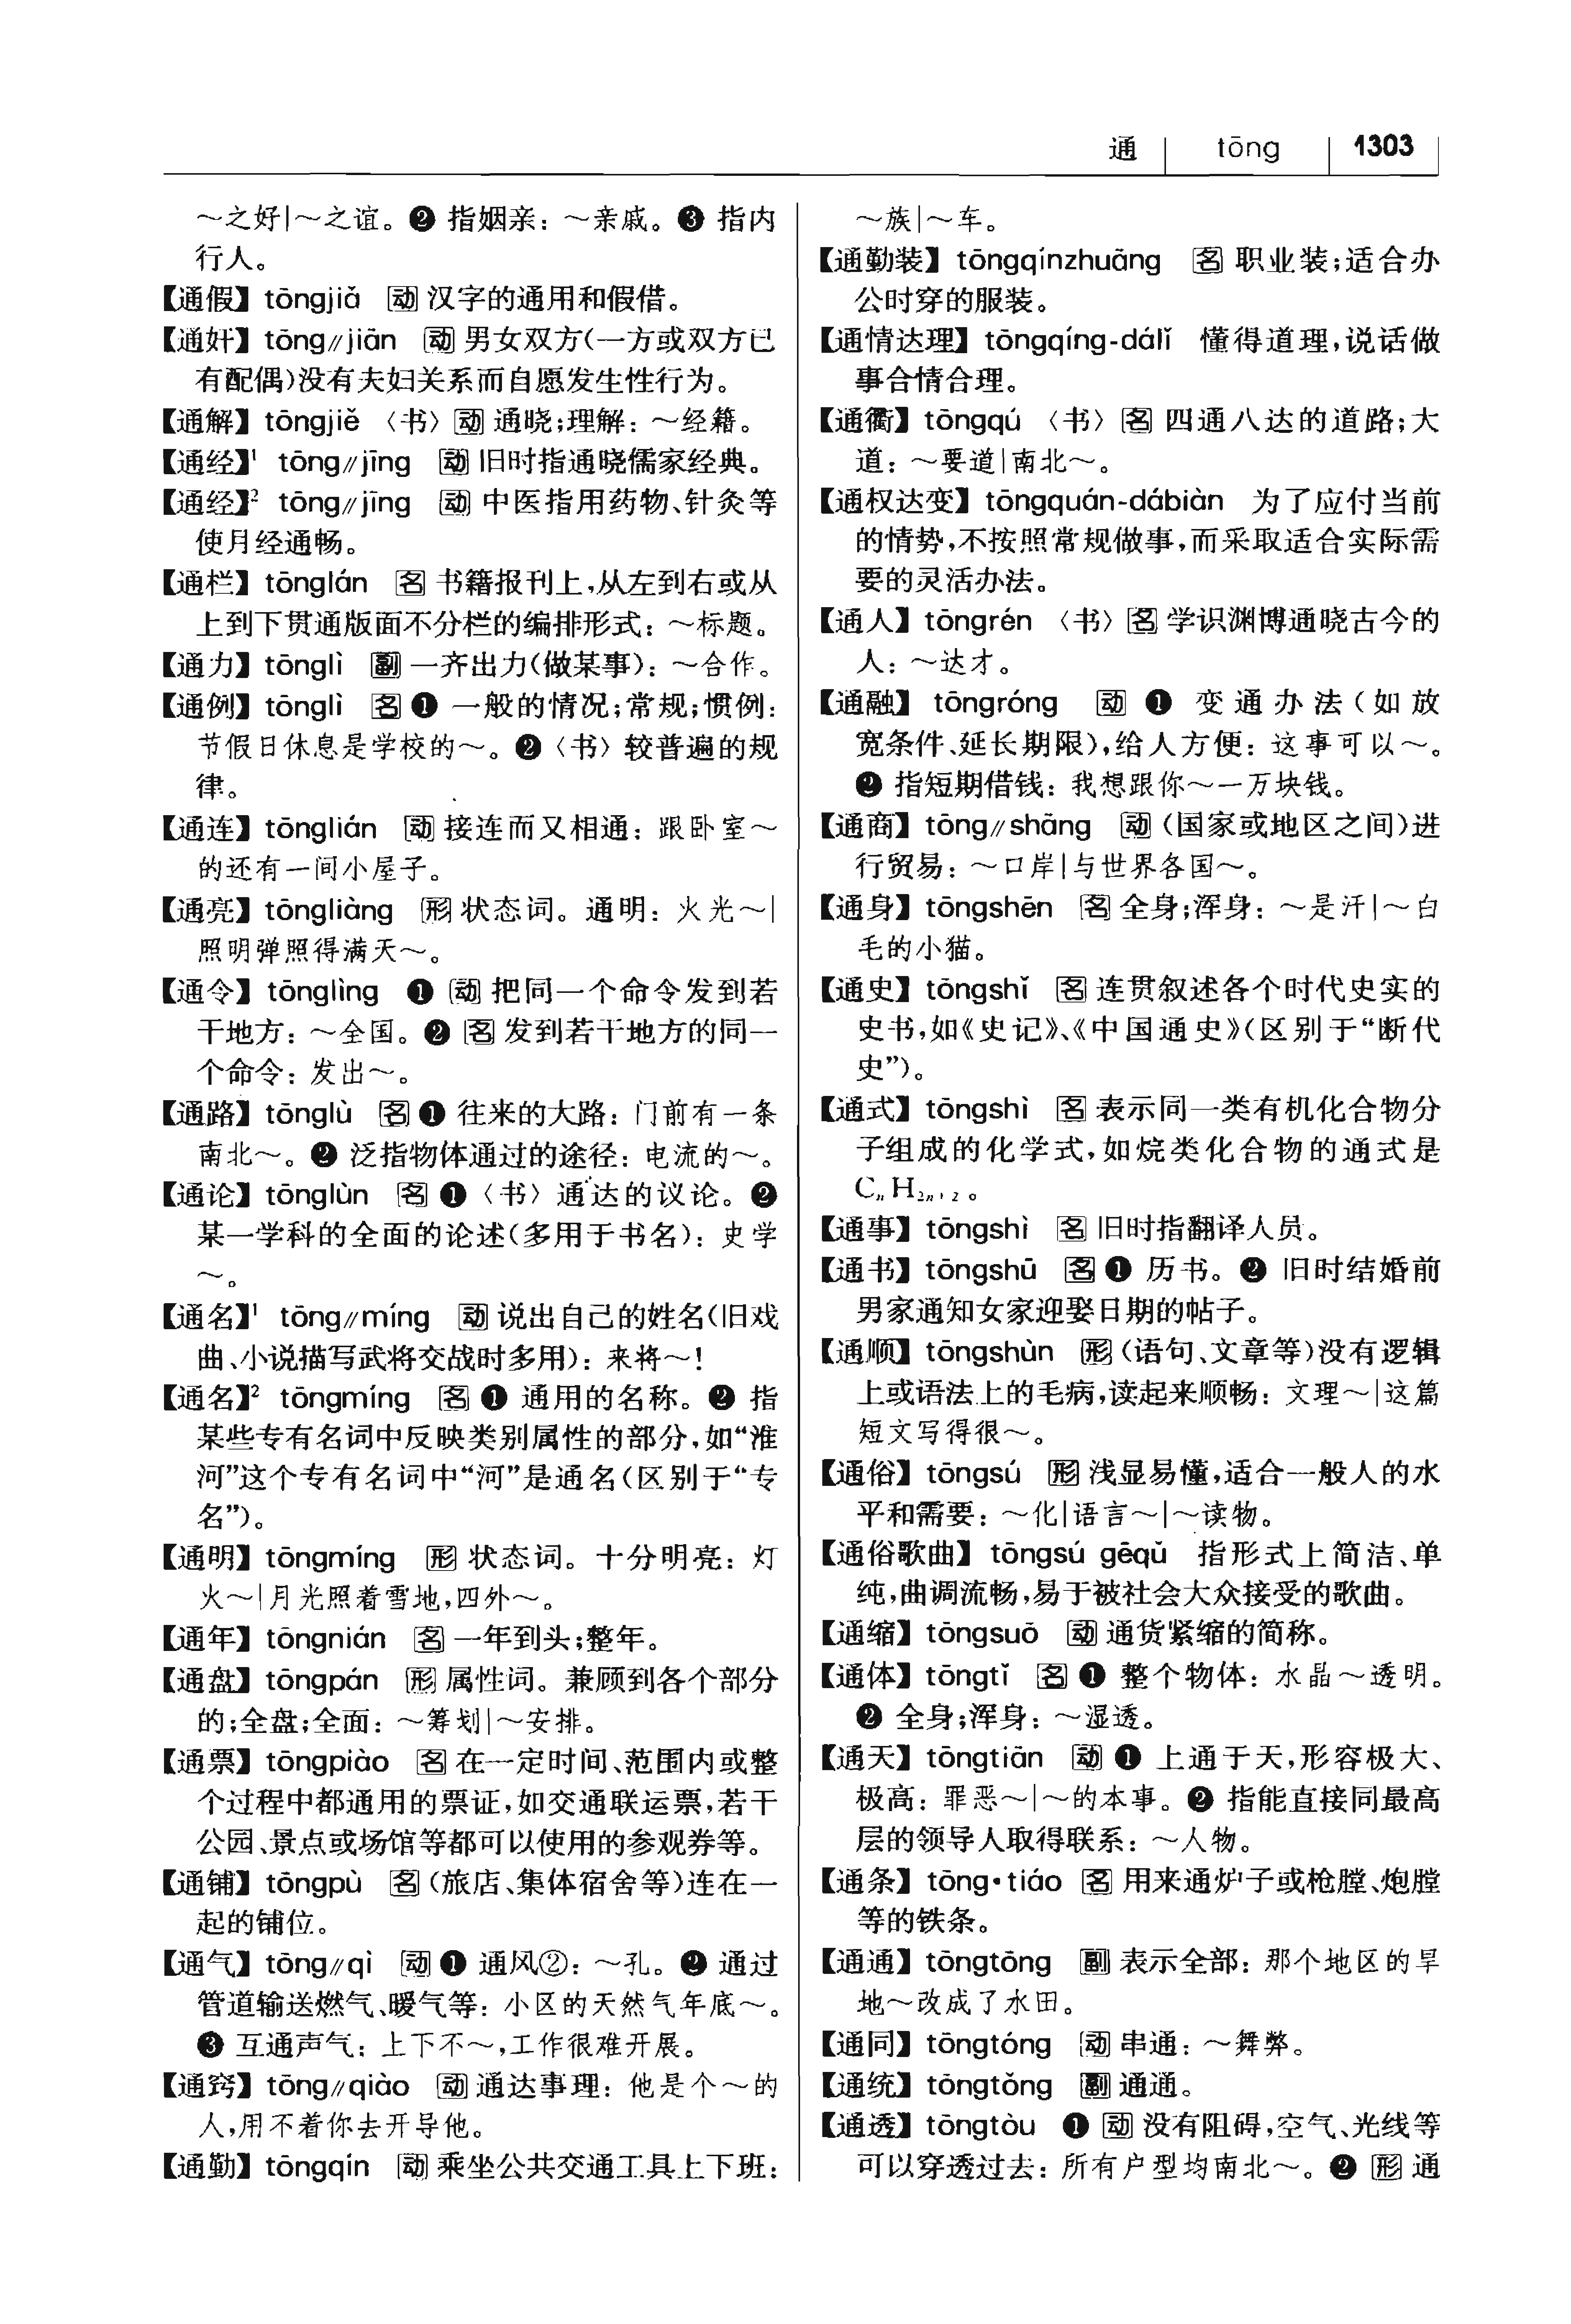 通 tōng 1303
～之好|～之谊。❷ 指姻亲：～亲戚。❸ 指内
行人。
【通假】tōngjiǎ 动 汉字的通用和假借。
【通奸】tōng//jiān 动 男女双方(一方或双方已
有配偶)没有夫妇关系而自愿发生性行为。
【通解】tōngjiě 〈书〉动 通晓;理解：～经籍。
【通经】¹ tōng//jīng 动 旧时指通晓儒家经典。
【通经】² tōng//jīng 动 中医指用药物、针灸等
使月经通畅。
【通栏】tōnglán 名 书籍报刊上,从左到右或从
上到下贯通版面不分栏的编排形式：～标题。
【通力】tōnglì 副 一齐出力(做某事)：～合作。
【通例】tōnglì 名 ❶ 一般的情况;常规;惯例：
节假日休息是学校的～。❷〈书〉较普遍的规
律。
【通连】tōnglián 动 接连而又相通：跟卧室～
的还有一间小屋子。
【通亮】tōngliàng 形 状态词。通明：火光～|
照明弹照得满天～。
【通令】tōnglìng ❶ 动 把同一个命令发到若
干地方：～全国。❷ 名 发到若干地方的同一
个命令：发出～。
【通路】tōnglù 名 ❶ 往来的大路：门前有一条
南北～。❷ 泛指物体通过的途径：电流的～。
【通论】tōnglùn 名 ❶〈书〉通达的议论。❷
某一学科的全面的论述(多用于书名)：史学
～。
【通名】¹ tōng//míng 动 说出自己的姓名(旧戏
曲、小说描写武将交战时多用)：来将～!
【通名】² tōngmíng 名 ❶ 通用的名称。❷ 指
某些专有名词中反映类别属性的部分,如“淮
河”这个专有名词中“河”是通名(区别于“专
名”)。
【通明】tōngmíng 形 状态词。十分明亮：灯
火～|月光照着雪地,四外～。
【通年】tōngnián 名 一年到头;整年。
【通盘】tōngpán 形 属性词。兼顾到各个部分
的;全盘;全面：～筹划|～安排。
【通票】tōngpiào 名 在一定时间、范围内或整
个过程中都通用的票证,如交通联运票,若干
公园、景点或场馆等都可以使用的参观券等。
【通铺】tōngpù 名 (旅店、集体宿舍等)连在一
起的铺位。
【通气】tōng//qì 动 ❶ 通风②：～孔。❷ 通过
管道输送燃气、暖气等：小区的天然气年底～。
❸ 互通声气：上下不～,工作很难开展。
【通窍】tōng//qiào 动 通达事理：他是个～的
人,用不着你去开导他。
【通勤】tōngqín 动 乘坐公共交通工具上下班：
～族|～车。
【通勤装】tōngqínzhuāng 名 职业装;适合办
公时穿的服装。
【通情达理】tōngqíng-dálǐ 懂得道理,说话做
事合情合理。
【通衢】tōngqú 〈书〉名 四通八达的道路;大
道：～要道|南北～。
【通权达变】tōngquán-dábiàn 为了应付当前
的情势,不按照常规做事,而采取适合实际需
要的灵活办法。
【通人】tōngrén 〈书〉名 学识渊博通晓古今的
人：～达才。
【通融】tōngróng 动 ❶ 变通办法(如放
宽条件、延长期限),给人方便：这事可以～。
❷ 指短期借钱：我想跟你～一万块钱。
【通商】tōng//shāng 动 (国家或地区之间)进
行贸易：～口岸|与世界各国～。
【通身】tōngshēn 名 全身;浑身：～是汗|～白
毛的小猫。
【通史】tōngshǐ 名 连贯叙述各个时代史实的
史书,如《史记》、《中国通史》(区别于“断代
史”)。
【通式】tōngshì 名 表示同一类有机化合物分
子组成的化学式,如烷类化合物的通式是
CₙH₂ₙ₊₂。
【通事】tōngshì 名 旧时指翻译人员。
【通书】tōngshū 名 ❶ 历书。❷ 旧时结婚前
男家通知女家迎娶日期的帖子。
【通顺】tōngshùn 形 (语句、文章等)没有逻辑
上或语法上的毛病,读起来顺畅：文理～|这篇
短文写得很～。
【通俗】tōngsú 形 浅显易懂,适合一般人的水
平和需要：～化|语言～|～读物。
【通俗歌曲】tōngsú gēqǔ 指形式上简洁、单
纯,曲调流畅,易于被社会大众接受的歌曲。
【通缩】tōngsuō 动 通货紧缩的简称。
【通体】tōngtǐ 名 ❶ 整个物体：水晶～透明。
❷ 全身;浑身：～湿透。
【通天】tōngtiān 动 ❶ 上通于天,形容极大、
极高：罪恶～|～的本事。❷ 指能直接同最高
层的领导人取得联系：～人物。
【通条】tōng·tiáo 名 用来通炉子或枪膛、炮膛
等的铁条。
【通通】tōngtōng 副 表示全部：那个地区的旱
地～改成了水田。
【通同】tōngtóng 动 串通：～舞弊。
【通统】tōngtǒng 副 通通。
【通透】tōngtòu ❶ 动 没有阻碍,空气、光线等
可以穿透过去：所有户型均南北～。❷ 形 通